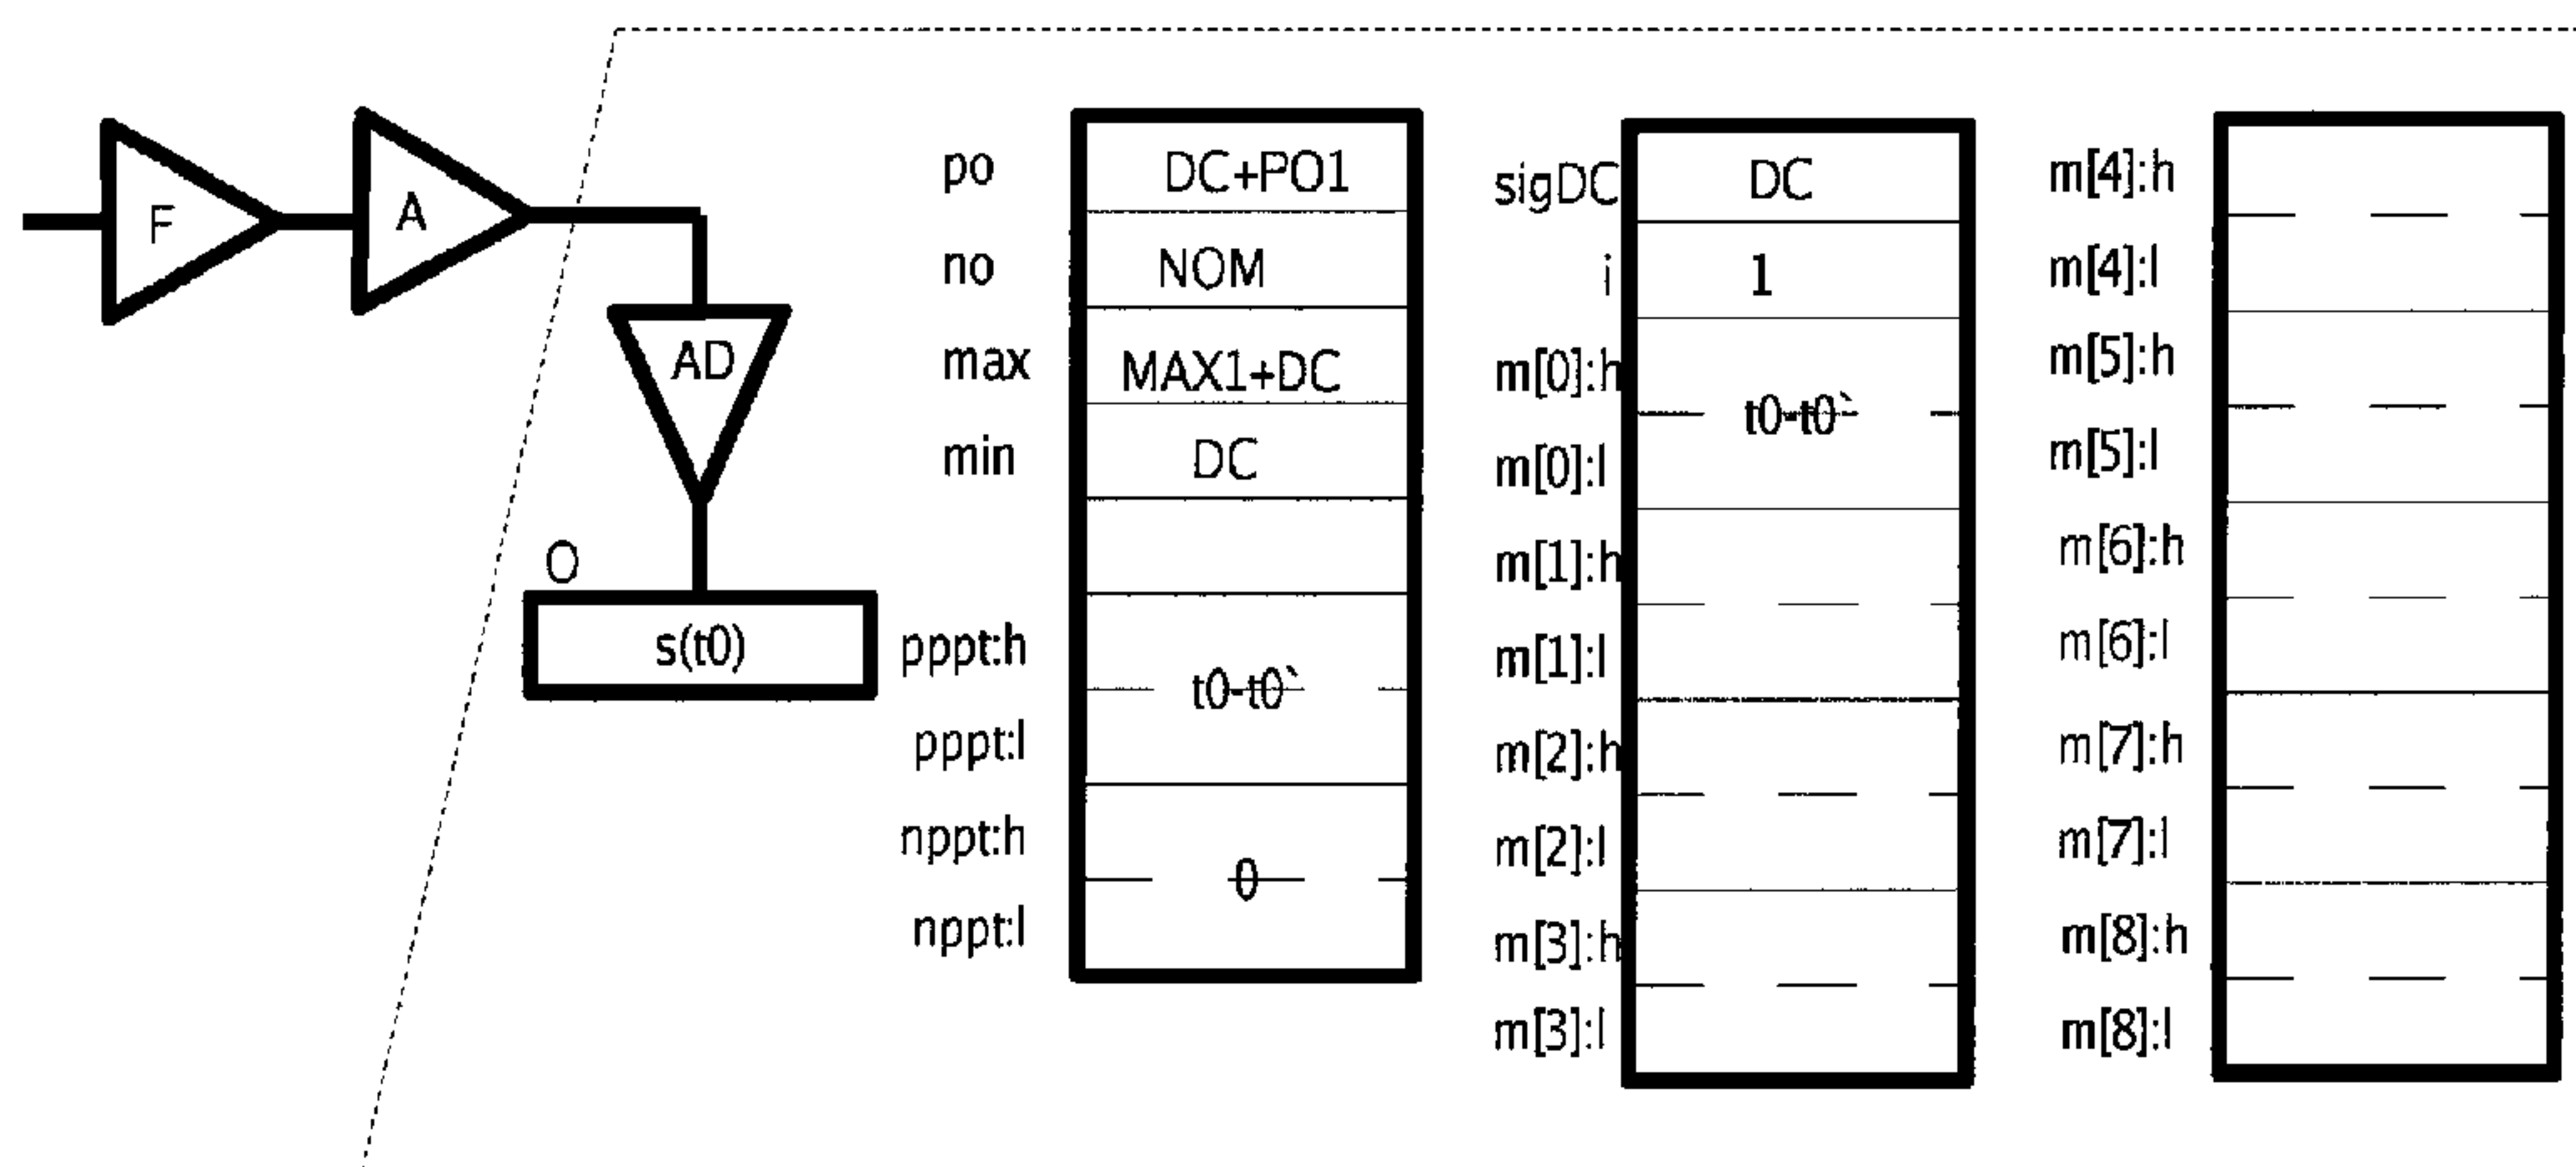 F
A
AD
O
s(t0)
po DC+PO1
no NOM
max MAX1+DC
min DC
pppt:h
t0-t0`
pppt:l
nppt:h
0
nppt:l
sigDC DC
i 1
m[0]:h
t0-t0`
m[0]:l
m[1]:h
m[1]:l
m[2]:h
m[2]:l
m[3]:h
m[3]:l
m[4]:h
m[4]:l
m[5]:h
m[5]:l
m[6]:h
m[6]:l
m[7]:h
m[7]:l
m[8]:h
m[8]:l